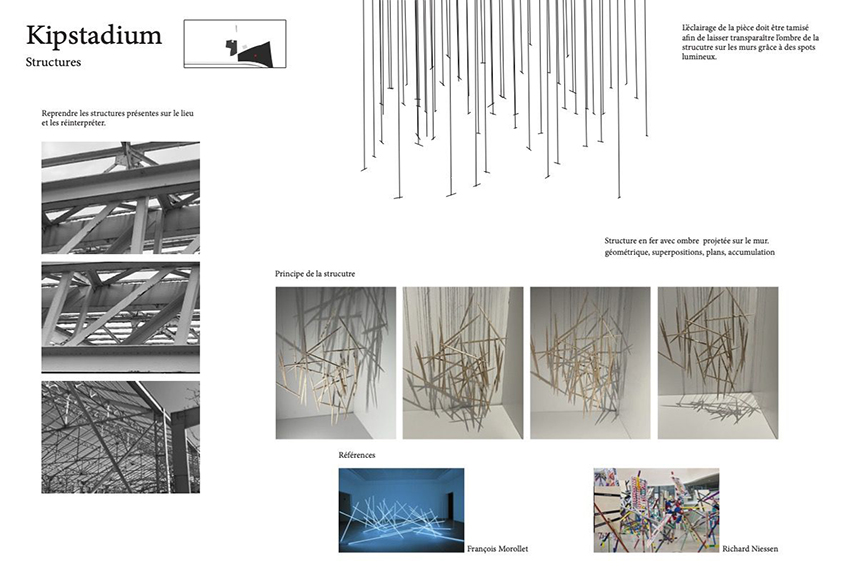 Kipstadium
Structures
Reprendre les structures présentes sur le lieu
et les réinterpréter.
L'éclairage de la pièce doit être tamisé
afin de laisser transparaître l'ombre de la
strucutre sur les murs grâce à des spots
lumineux.
Structure en fer avec ombre projetée sur le mur.
géométrique, superpositions, plans, accumulation
Principe de la strucutre
Références
François Morollet
Richard Niessen